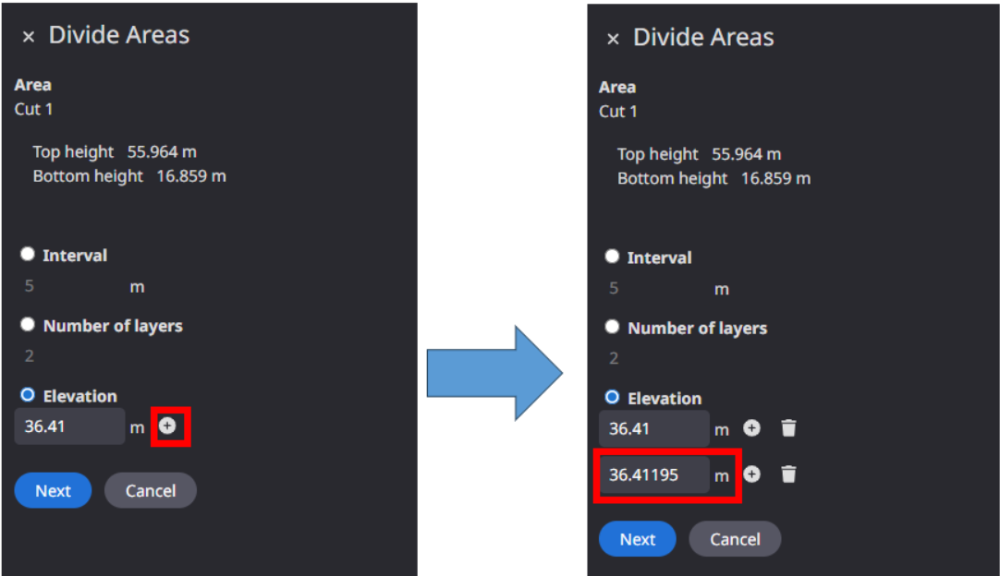 × Divide Areas
Area
Cut 1
Top height 55.964 m
Bottom height 16.859 m
Interval
5 m
Number of layers
2
Elevation
36.41 m
Next Cancel
× Divide Areas
Area
Cut 1
Top height 55.964 m
Bottom height 16.859 m
Interval
5 m
Number of layers
2
Elevation
36.41 m
36.41195 m
Next Cancel